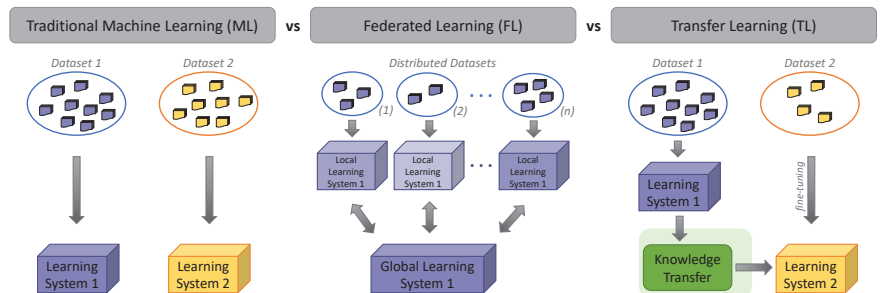 Traditional Machine Learning (ML)
vs
Federated Learning (FL)
vs
Transfer Learning (TL)
Dataset 1
Dataset 2
Distributed Datasets
Dataset 1
Dataset 2
(1)
(2)
(n)
Local
Learning
System 1
Local
Learning
System 1
Local
Learning
System 1
Learning
System 1
fine-tuning
Learning
System 1
Learning
System 2
Global Learning
System 1
Knowledge
Transfer
Learning
System 2